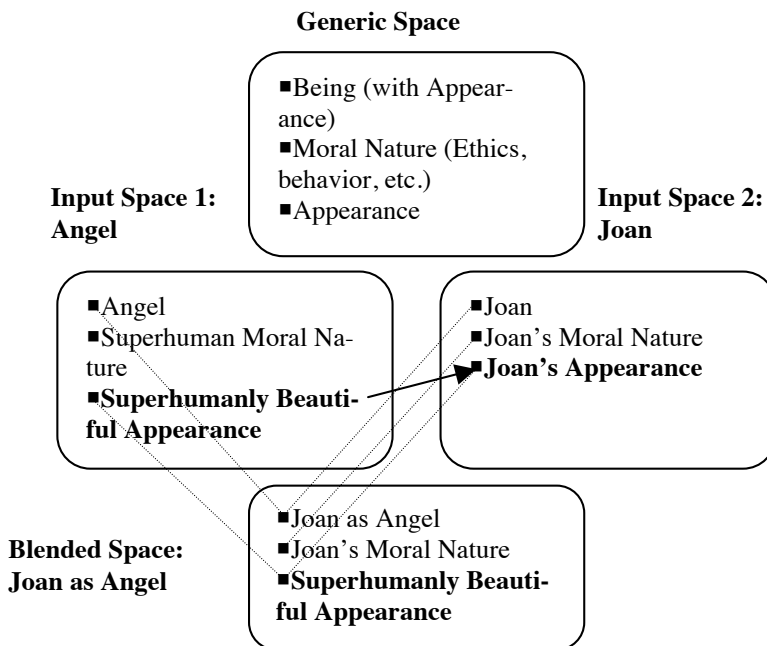 Generic Space
■Being (with Appear-
ance)
■Moral Nature (Ethics,
behavior, etc.)
■Appearance
Input Space 1:
Angel
Input Space 2:
Joan
■Angel
■Superhuman Moral Na-
ture
■Superhumanly Beauti-
ful Appearance
■Joan
■Joan’s Moral Nature
■Joan’s Appearance
Blended Space:
Joan as Angel
■Joan as Angel
■Joan’s Moral Nature
■Superhumanly Beauti-
ful Appearance